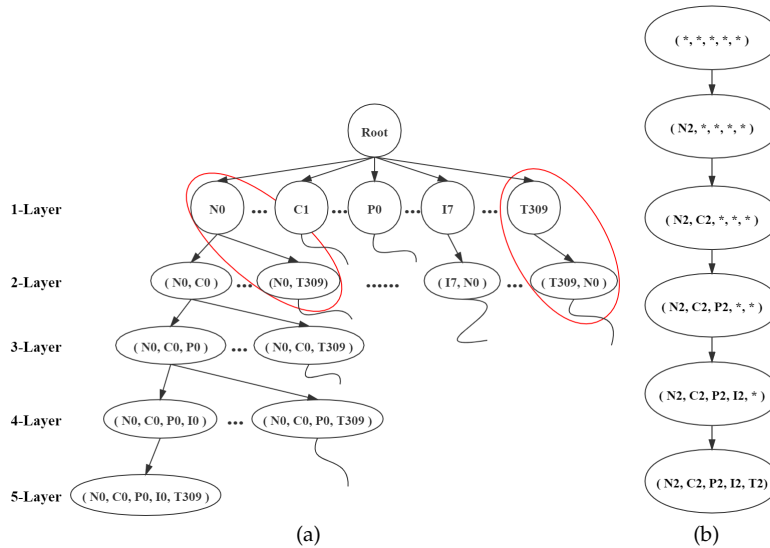 Root
1-Layer N0 ... C1 ... P0 ... I7 ... T309
2-Layer (N0, C0) ... (N0, T309) ...... (I7, N0) ... (T309, N0)
3-Layer (N0, C0, P0) ... (N0, C0, T309)
4-Layer (N0, C0, P0, I0) ... (N0, C0, P0, T309)
5-Layer (N0, C0, P0, I0, T309)
(a)
(*, *, *, *, *)
(N2, *, *, *, *)
(N2, C2, *, *, *)
(N2, C2, P2, *, *)
(N2, C2, P2, I2, *)
(N2, C2, P2, I2, T2)
(b)